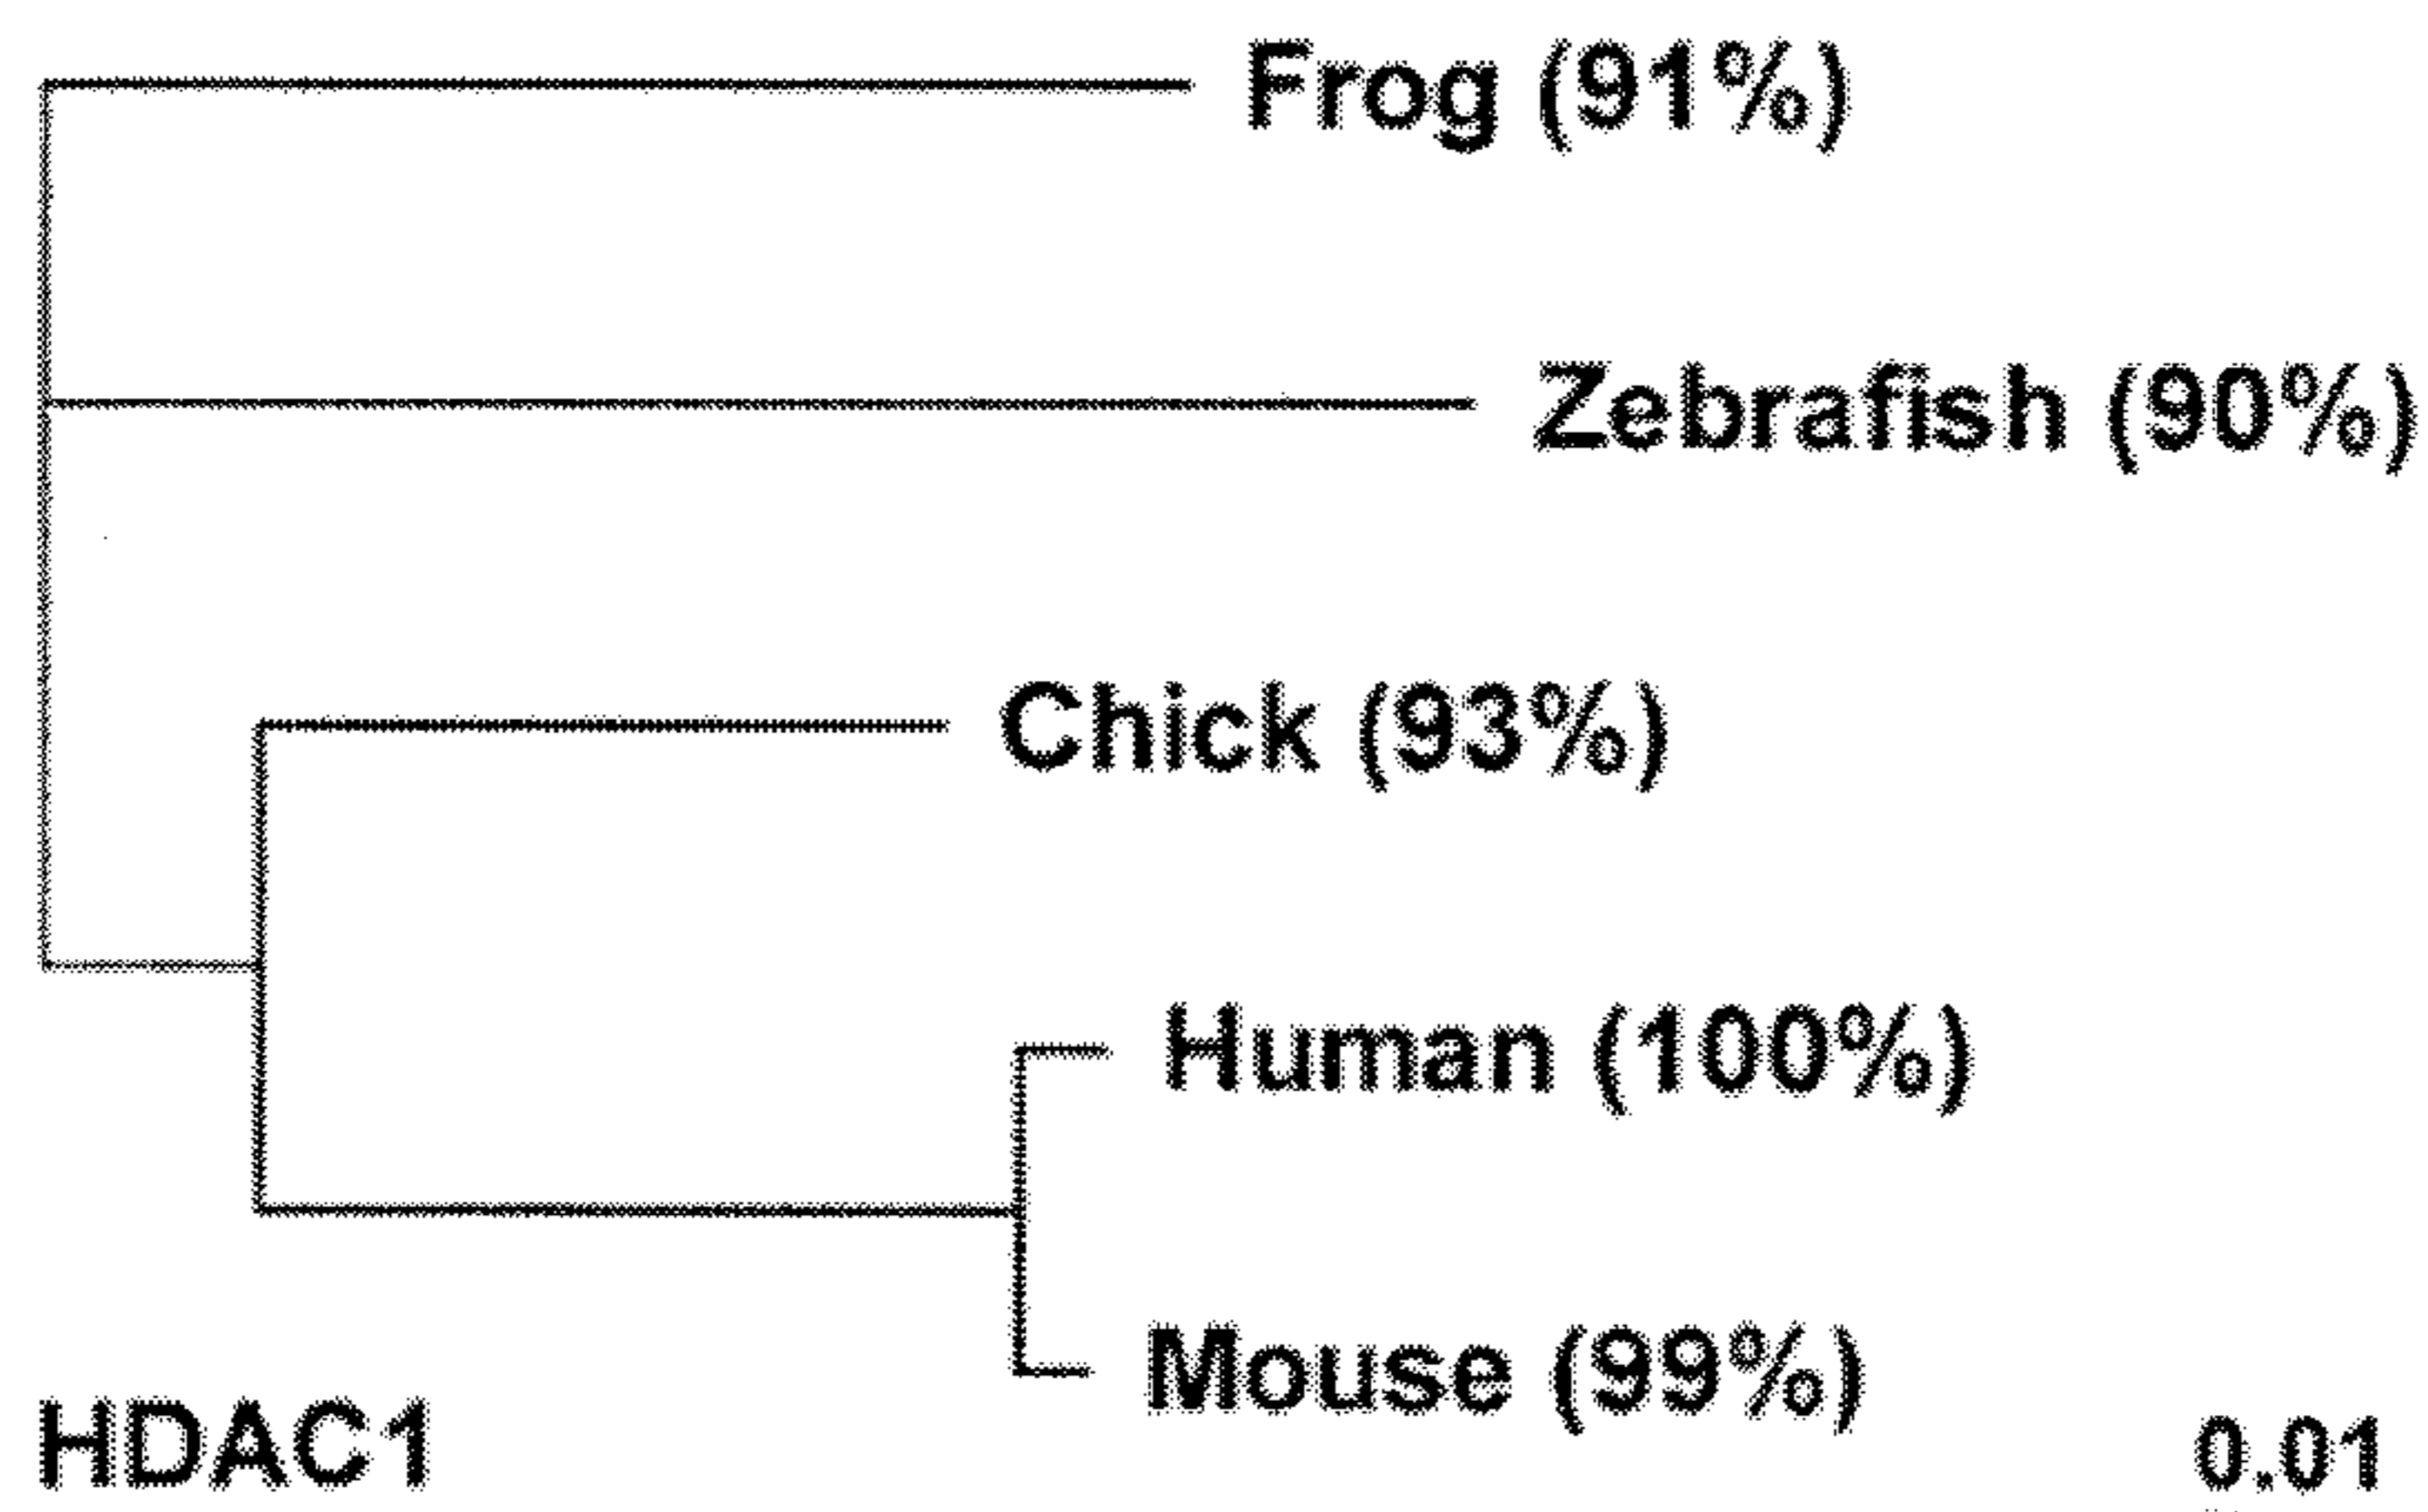 Frog (91%)
Zebrafish (90%)
Chick (93%)
Human (100%)
Mouse (99%)
HDAC1
0.01